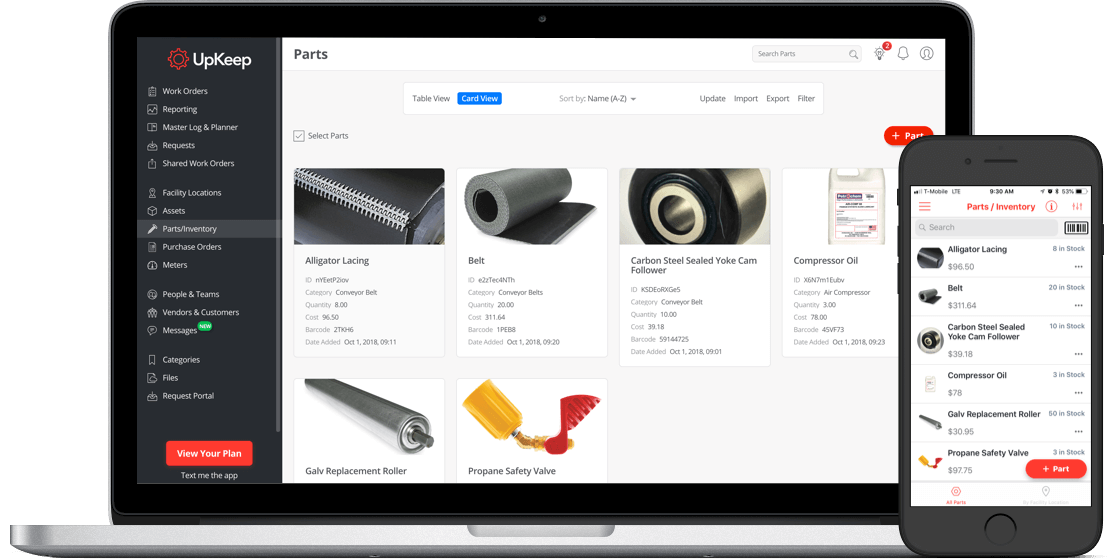 UpKeep
Work Orders
Reporting
Master Log & Planner
Requests
Shared Work Orders
Facility Locations
Assets
Parts/Inventory
Purchase Orders
Meters
People & Teams
Vendors & Customers
Messages NEW
Categories
Files
Request Portal
View Your Plan
Text me the app
Parts
Search Parts
2
Table View Card View Sort by: Name (A-Z) Update Import Export Filter
Select Parts
+ Part
Alligator Lacing
ID nYEetP2iov
Category Conveyor Belt
Quantity 8.00
Cost 96.50
Barcode 2TKH6
Date Added Oct 1, 2018, 09:11
Belt
ID e2zTec4NTh
Category Conveyor Belts
Quantity 20.00
Cost 311.64
Barcode 1PEB8
Date Added Oct 1, 2018, 09:20
Carbon Steel Sealed Yoke Cam
Follower
ID KSDEoRXGe5
Category Conveyor Belt
Quantity 10.00
Cost 39.18
Barcode 59144725
Date Added Oct 1, 2018, 09:01
Compressor Oil
ID X6N7m1Eubv
Category Air Compressor
Quantity 3.00
Cost 78.00
Barcode 45VF73
Date Added Oct 1, 2018, 09:23
Galv Replacement Roller
Propane Safety Valve
T-Mobile LTE 9:30 AM 53%
Parts / Inventory
Search
Alligator Lacing 8 in Stock
$96.50
Belt 20 in Stock
$311.64
Carbon Steel Sealed 10 in Stock
Yoke Cam Follower
$39.18
Compressor Oil 3 in Stock
$78
Galv Replacement Roller 50 in Stock
$30.95
Propane Safety Valve 3 in Stock
$97.75
+ Part
All Parts By Facility Location